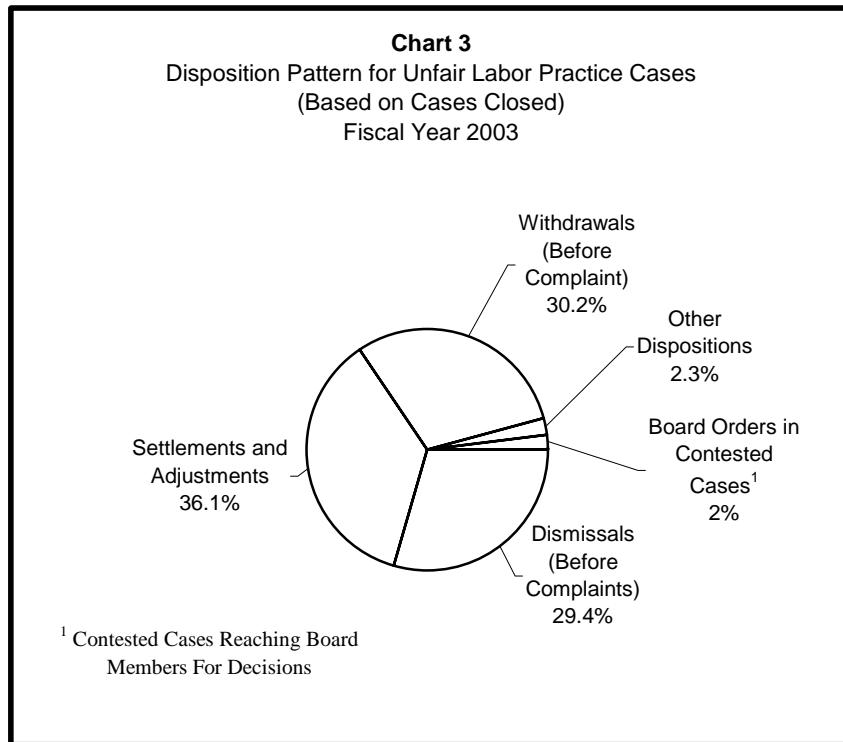 Chart 3
Disposition Pattern for Unfair Labor Practice Cases
(Based on Cases Closed)
Fiscal Year 2003
Withdrawals
(Before
Complaint)
30.2%
Other
Dispositions
2.3%
Board Orders in
Contested
Cases¹
2%
Settlements and
Adjustments
36.1%
Dismissals
(Before
Complaints)
29.4%
¹ Contested Cases Reaching Board
Members For Decisions